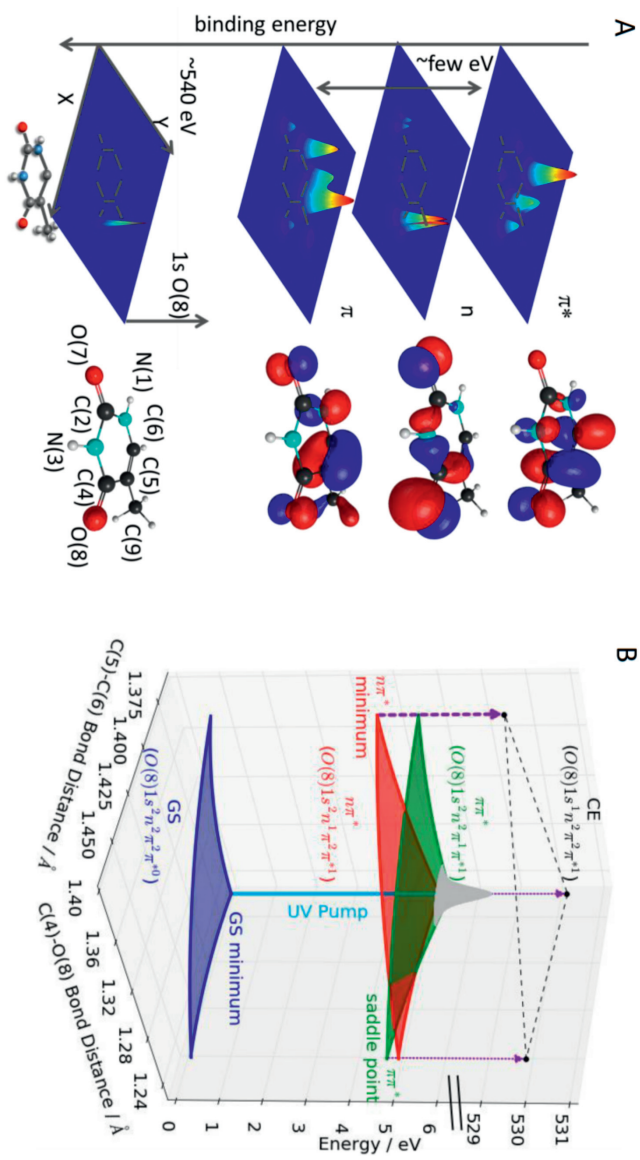 A
binding energy
~few eV
~540 eV
X
Y
1s O(8)
π
n
π*
O(7)
N(1)
C(2)
C(6)
N(3)
C(4)
C(5)
O(8)
C(9)
B
CE
(O(8)1s¹n²π²π*¹)
ππ*
(O(8)1s²n²π¹π*¹)
nπ*
minimum
nπ*
(O(8)1s²n¹π²π*¹)
ππ*
saddle point
UV Pump
GS
(O(8)1s²n²π²π*⁰)
GS minimum
Energy / eV
0
1
2
3
4
5
6
529
530
531
C(5)-C(6) Bond Distance / Å
1.375
1.400
1.425
1.450
C(4)-O(8) Bond Distance / Å
1.40
1.36
1.32
1.28
1.24